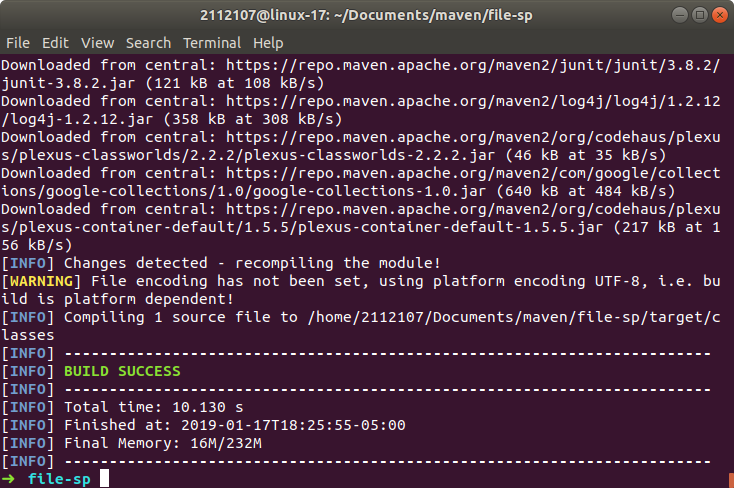 2112107@linux-17: ~/Documents/maven/file-sp
File Edit View Search Terminal Help
Downloaded from central: https://repo.maven.apache.org/maven2/junit/junit/3.8.2/
junit-3.8.2.jar (121 kB at 108 kB/s)
Downloaded from central: https://repo.maven.apache.org/maven2/log4j/log4j/1.2.12
/log4j-1.2.12.jar (358 kB at 308 kB/s)
Downloaded from central: https://repo.maven.apache.org/maven2/org/codehaus/plexu
s/plexus-classworlds/2.2.2/plexus-classworlds-2.2.2.jar (46 kB at 35 kB/s)
Downloaded from central: https://repo.maven.apache.org/maven2/com/google/collect
ions/google-collections/1.0/google-collections-1.0.jar (640 kB at 484 kB/s)
Downloaded from central: https://repo.maven.apache.org/maven2/org/codehaus/plexu
s/plexus-container-default/1.5.5/plexus-container-default-1.5.5.jar (217 kB at 1
56 kB/s)
[INFO] Changes detected - recompiling the module!
[WARNING] File encoding has not been set, using platform encoding UTF-8, i.e. bu
ild is platform dependent!
[INFO] Compiling 1 source file to /home/2112107/Documents/maven/file-sp/target/c
lasses
[INFO] ------------------------------------------------------------------------
[INFO] BUILD SUCCESS
[INFO] ------------------------------------------------------------------------
[INFO] Total time: 10.130 s
[INFO] Finished at: 2019-01-17T18:25:55-05:00
[INFO] Final Memory: 16M/232M
[INFO] ------------------------------------------------------------------------
➜ file-sp